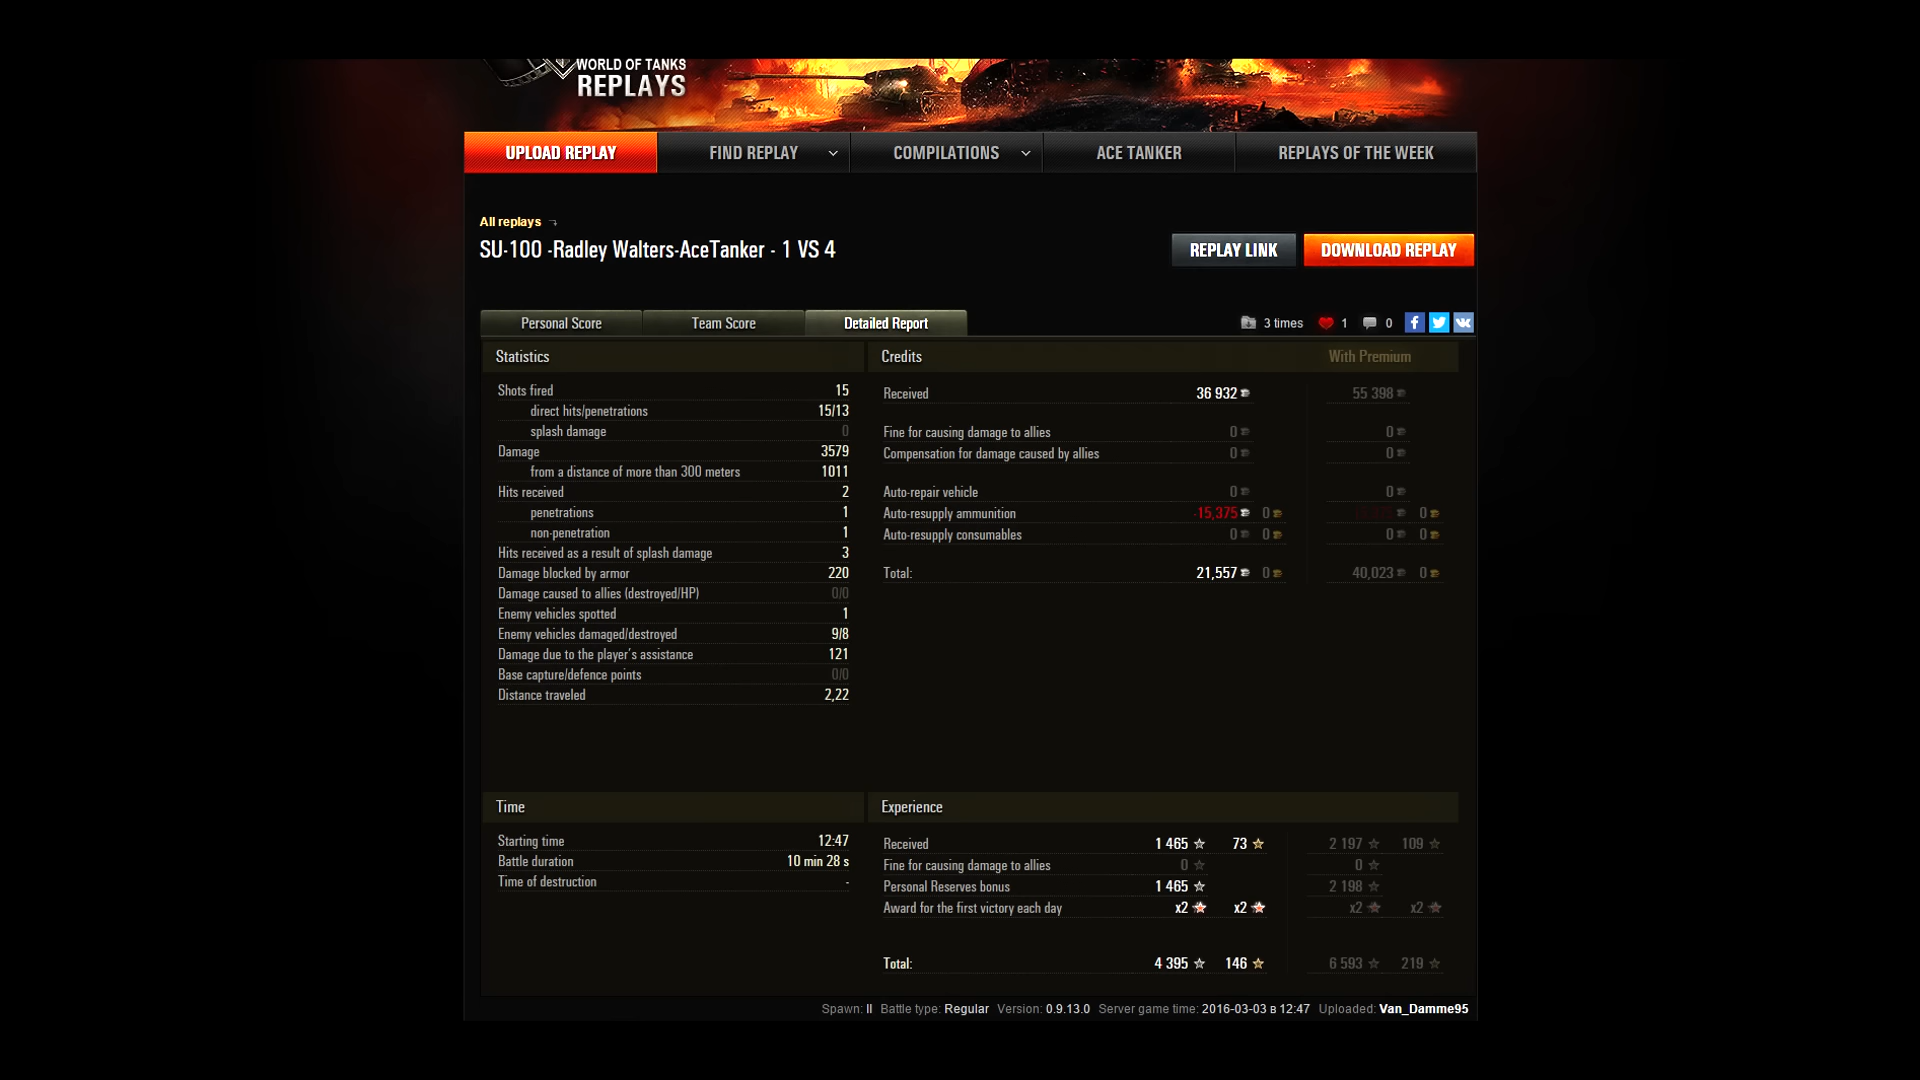 WORLD OF TANKS
REPLAYS
UPLOAD REPLAY FIND REPLAY COMPILATIONS ACE TANKER REPLAYS OF THE WEEK
All replays
SU-100 -Radley Walters-AceTanker - 1 VS 4
REPLAY LINK DOWNLOAD REPLAY
Personal Score Team Score Detailed Report
3 times 1 0
Statistics
Shots fired 15
direct hits/penetrations 15/13
splash damage 0
Damage 3579
from a distance of more than 300 meters 1011
Hits received 2
penetrations 1
non-penetration 1
Hits received as a result of splash damage 3
Damage blocked by armor 220
Damage caused to allies (destroyed/HP) 0/0
Enemy vehicles spotted 1
Enemy vehicles damaged/destroyed 9/8
Damage due to the player's assistance 121
Base capture/defence points 0/0
Distance traveled 2,22
Credits With Premium
Received 36 932 55 398
Fine for causing damage to allies 0 0
Compensation for damage caused by allies 0 0
Auto-repair vehicle 0 0
Auto-resupply ammunition -15,375 0 0
Auto-resupply consumables 0 0 0 0
Total: 21,557 0 40,023 0
Time
Starting time 12:47
Battle duration 10 min 28 s
Time of destruction -
Experience
Received 1 465 73 2 197 109
Fine for causing damage to allies 0 0
Personal Reserves bonus 1 465 2 198
Award for the first victory each day x2 x2 x2 x2
Total: 4 395 146 6 593 219
Spawn: II Battle type: Regular Version: 0.9.13.0 Server game time: 2016-03-03 в 12:47 Uploaded: Van_Damme95